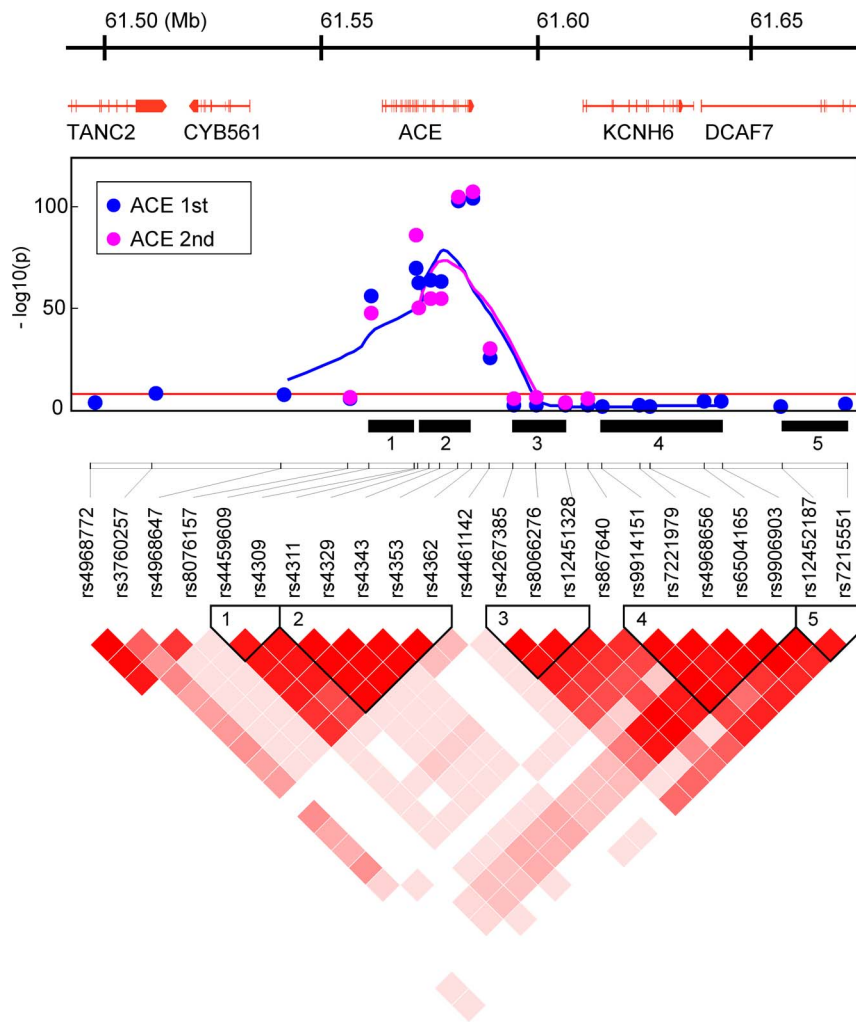 61.50 (Mb) 61.55 61.60 61.65
TANC2 CYB561 ACE KCNH6 DCAF7
ACE 1st
ACE 2nd
- log10(p)
100
50
0
1 2 3 4 5
rs4968772
rs3760257
rs4968647
rs8076157
rs4459609
rs4309
rs4311
rs4329
rs4343
rs4353
rs4362
rs4461142
rs4267385
rs8066276
rs12451328
rs867640
rs9914151
rs7221979
rs4968656
rs6504165
rs9906903
rs12452187
rs7215551
1 2 3 4 5